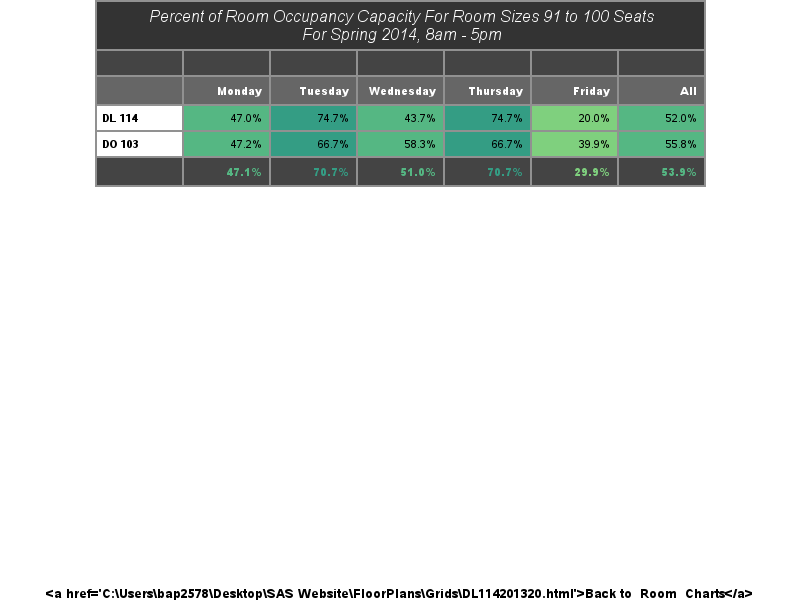 Percent of Room Occupancy Capacity For Room Sizes 91 to 100 Seats
For Spring 2014, 8am - 5pm
Monday Tuesday Wednesday Thursday Friday All
DL 114 47.0% 74.7% 43.7% 74.7% 20.0% 52.0%
DO 103 47.2% 66.7% 58.3% 66.7% 39.9% 55.8%
47.1% 70.7% 51.0% 70.7% 29.9% 53.9%
<a href='C:\Users\bap2578\Desktop\SAS Website\FloorPlans\Grids\DL114201320.html'>Back to Room Charts</a>